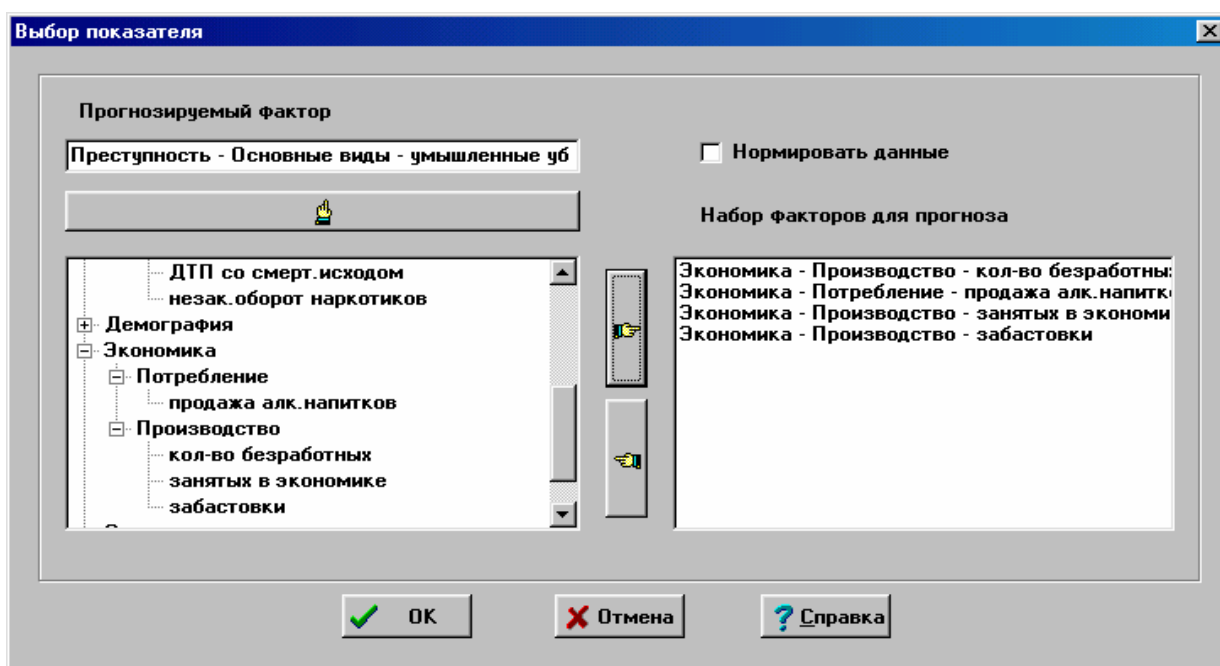 Выбор показателя
Прогнозируемый фактор
Преступность - Основные виды - умышленные уб
Нормировать данные
Набор факторов для прогноза
ДТП со смерт.исходом
незак.оборот наркотиков
Демография
Экономика
Потребление
продажа алк.напитков
Производство
кол-во безработных
занятых в экономике
забастовки
Экономика - Производство - кол-во безработны
Экономика - Потребление - продажа алк.напитк
Экономика - Производство - занятых в экономи
Экономика - Производство - забастовки
OK
Отмена
Справка